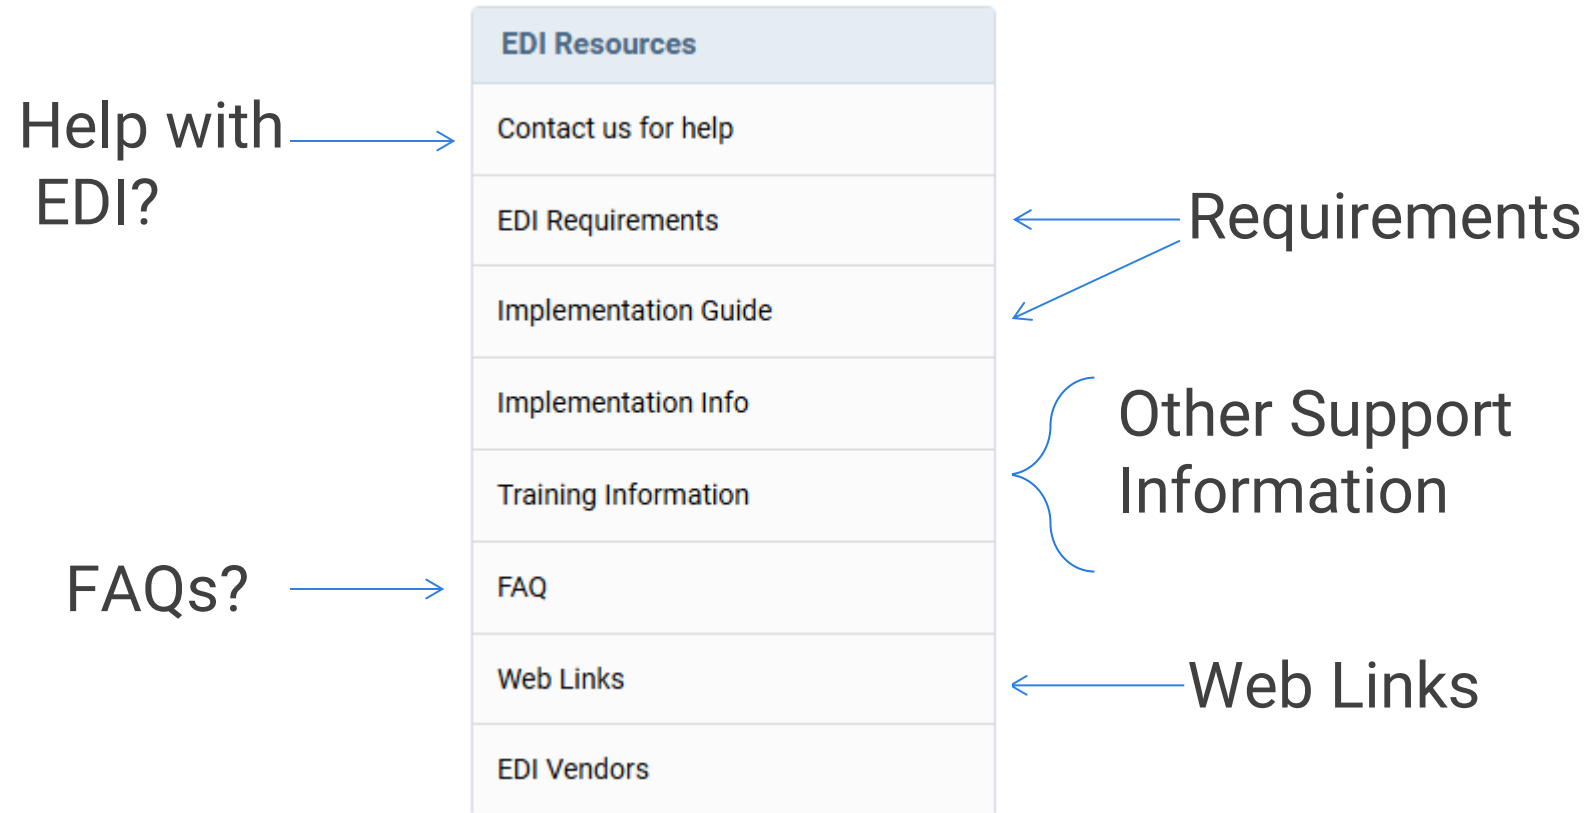 EDI Resources
Help with
EDI?
Contact us for help
EDI Requirements
Requirements
Implementation Guide
Implementation Info
Other Support
Information
Training Information
FAQs?
FAQ
Web Links
Web Links
EDI Vendors